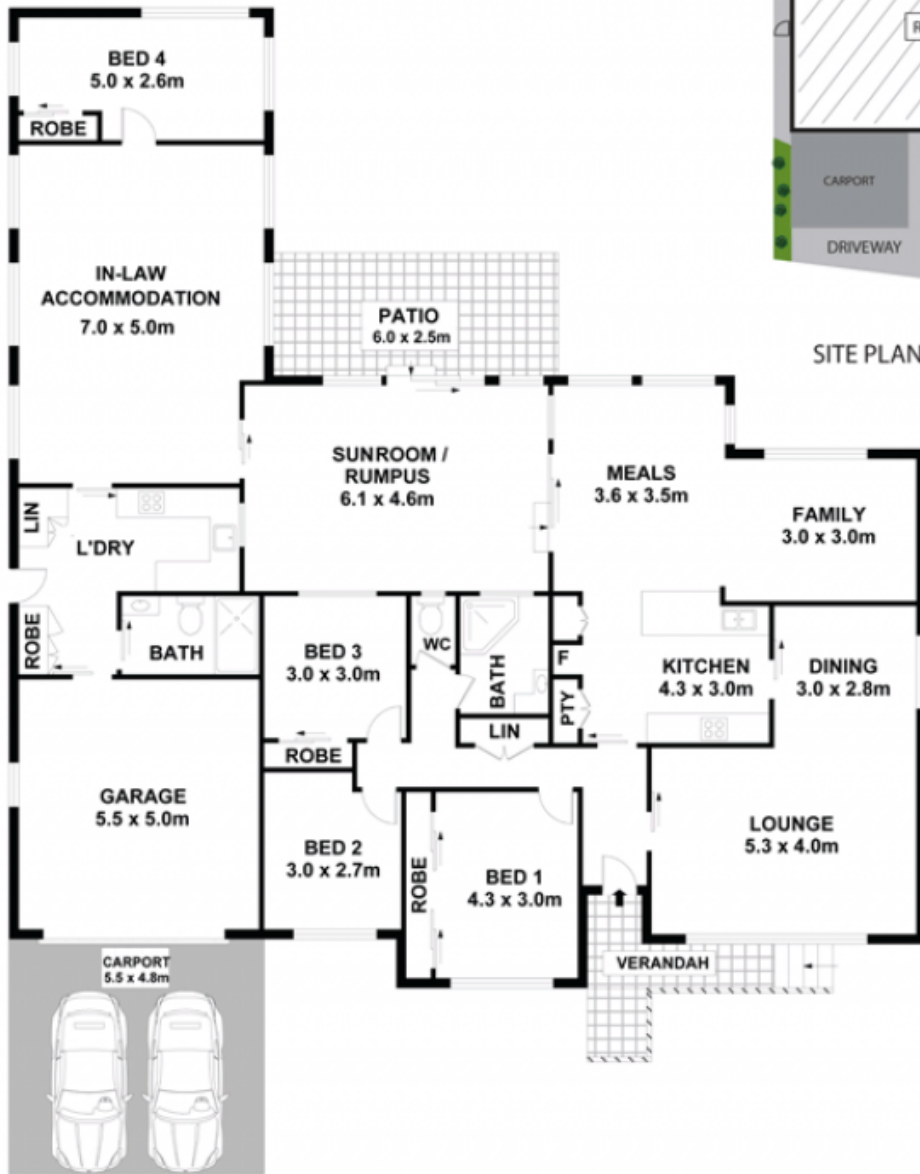 BED 4
5.0 x 2.6m
ROBE
IN-LAW
ACCOMMODATION
7.0 x 5.0m
PATIO
6.0 x 2.5m
CARPORT
DRIVEWAY
SITE PLAN
SUNROOM /
RUMPUS
6.1 x 4.6m
MEALS
3.6 x 3.5m
FAMILY
3.0 x 3.0m
LIN
L'DRY
ROBE
BATH
BED 3
3.0 x 3.0m
ROBE
WC
BATH
LIN
F
PTY
KITCHEN
4.3 x 3.0m
DINING
3.0 x 2.8m
GARAGE
5.5 x 5.0m
BED 2
3.0 x 2.7m
ROBE
BED 1
4.3 x 3.0m
LOUNGE
5.3 x 4.0m
VERANDAH
CARPORT
5.5 x 4.8m